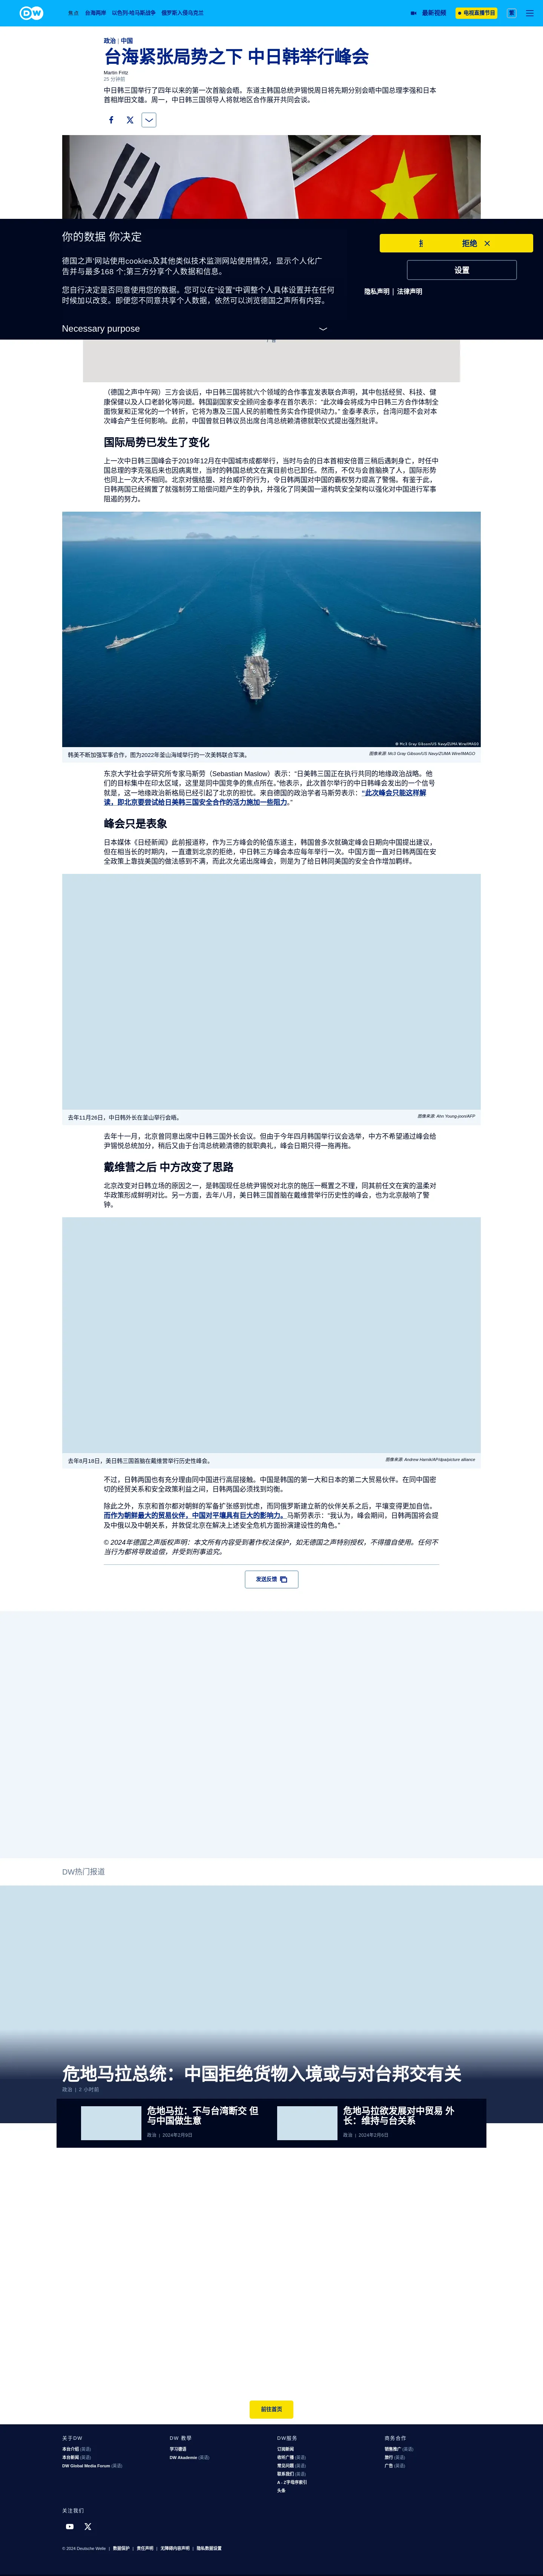 DW
焦点 台海两岸 以色列-哈马斯战争 俄罗斯入侵乌克兰
最新视频
电视直播节目
繁
政治 | 中国
台海紧张局势之下 中日韩举行峰会
Martin Fritz
25 分钟前
中日韩三国举行了四年以来的第一次首脑会晤。东道主韩国总统尹锡悦周日将先期分别会晤中国总理李强和日本
首相岸田文雄。周一，中日韩三国领导人将就地区合作展开共同会谈。
你的数据 你决定
德国之声'网站使用cookies及其他类似技术监测网站使用情况，显示个人化广
告并与最多168 个;第三方分享个人数据和信息。
您自行决定是否同意使用您的数据。您可以在"设置"中调整个人具体设置并在任何
时候加以改变。即便您不同意共享个人数据，依然可以浏览德国之声所有内容。
Necessary purpose
拒绝
设置
隐私声明 | 法律声明
（德国之声中午网）三方会谈后，中日韩三国将就六个领域的合作事宜发表联合声明，其中包括经贸、科技、健
康保健以及人口老龄化等问题。韩国副国家安全顾问金泰孝在首尔表示："此次峰会将成为中日韩三方合作体制全
面恢复和正常化的一个转折，它将为惠及三国人民的前瞻性务实合作提供动力。" 金泰孝表示，台湾问题不会对本
次峰会产生任何影响。此前，中国曾就日韩议员出席台湾总统赖清德就职仪式提出强烈批评。
国际局势已发生了变化
上一次中日韩三国峰会于2019年12月在中国城市成都举行，当时与会的日本首相安倍晋三稍后遇刺身亡，时任中
国总理的李克强后来也因病离世，当时的韩国总统文在寅目前也已卸任。然而，不仅与会首脑换了人，国际形势
也同上一次大不相同。北京对俄结盟、对台威吓的行为，令日韩两国对中国的霸权努力提高了警惕。有鉴于此，
日韩两国已经搁置了就强制劳工赔偿问题产生的争执，并强化了同美国一道构筑安全架构以强化对中国进行军事
阻遏的努力。
© Mc3 Gray Gibson/US Navy/ZUMA Wire/IMAGO
韩美不断加强军事合作，图为2022年釜山海域举行的一次美韩联合军演。
图像来源: Mc3 Gray Gibson/US Navy/ZUMA Wire/IMAGO
东京大学社会学研究所专家马斯劳（Sebastian Maslow）表示："日美韩三国正在执行共同的地缘政治战略。他
们的目标集中在印太区域，这里是中日韩三国同中国竞争的焦点所在。"他表示，此次首尔举行的中日韩峰会发出的一个信号
就是，这一地缘政治新格局已经引起了北京的担忧。来自德国的政治学者马斯劳表示："此次峰会只能这样解
读，即北京要尝试给日美韩三国安全合作的活力施加一些阻力。"
峰会只是表象
日本媒体《日经新闻》此前报道称，作为三方峰会的轮值东道主，韩国曾多次就确定峰会日期向中国提出建议，
但在相当长的时期内，一直遭到北京的拒绝，中日韩三方峰会本应每年举行一次。中国方面一直对日韩两国在安
全政策上靠拢美国的做法感到不满，而此次允诺出席峰会，则是为了给日韩同美国的安全合作增加羁绊。
去年11月26日，中日韩外长在釜山举行会晤。
图像来源: Ahn Young-joon/AFP
去年十一月，北京曾同意出席中日韩三国外长会议。但由于今年四月韩国举行议会选举，中方不希望通过峰会给
尹锡悦总统加分，稍后又由于台湾总统赖清德的就职典礼，峰会日期只得一拖再拖。
戴维营之后 中方改变了思路
北京改变对日韩立场的原因之一，是韩国现任总统尹锡悦对北京的施压一概置之不理，同其前任文在寅的温柔对
华政策形成鲜明对比。另一方面，去年八月，美日韩三国首脑在戴维营举行历史性的峰会，也为北京敲响了警
钟。
去年8月18日，美日韩三国首脑在戴维营举行历史性峰会。
图像来源: Andrew Harnik/AP/dpa/picture alliance
不过，日韩两国也有充分理由同中国进行高层接触。中国是韩国的第一大和日本的第二大贸易伙伴。在同中国密
切的经贸关系和安全政策利益之间，日韩两国必须找到均衡。
除此之外，东京和首尔都对朝鲜的军备扩张感到忧虑，而同俄罗斯建立新的伙伴关系之后，平壤变得更加自信。
而作为朝鲜最大的贸易伙伴，中国对平壤具有巨大的影响力。马斯劳表示："我认为，峰会期间，日韩两国将会提
及中俄以及中朝关系，并敦促北京在解决上述安全危机方面扮演建设性的角色。"
© 2024年德国之声版权声明：本文所有内容受到著作权法保护，如无德国之声特别授权，不得擅自使用。任何不
当行为都将导致追偿，并受到刑事追究。
发送反馈
DW热门报道
危地马拉总统：中国拒绝货物入境或与对台邦交有关
政治 | 2 小时前
危地马拉：不与台湾断交 但
与中国做生意
政治 | 2024年2月9日
危地马拉欲发展对中贸易 外
长：维持与台关系
政治 | 2024年2月6日
前往首页
关于DW
本台介绍 (英语)
本台新闻 (英语)
DW Global Media Forum (英语)
DW 教学
学习德语
DW Akademie (英语)
DW服务
订阅新闻
收听广播 (英语)
常见问题 (英语)
联系我们 (英语)
A - Z字母序索引
头条
商务合作
销售推广 (英语)
旅行 (英语)
广告 (英语)
关注我们
© 2024 Deutsche Welle | 数据保护 | 责任声明 | 无障碍内容声明 | 隐私数据设置